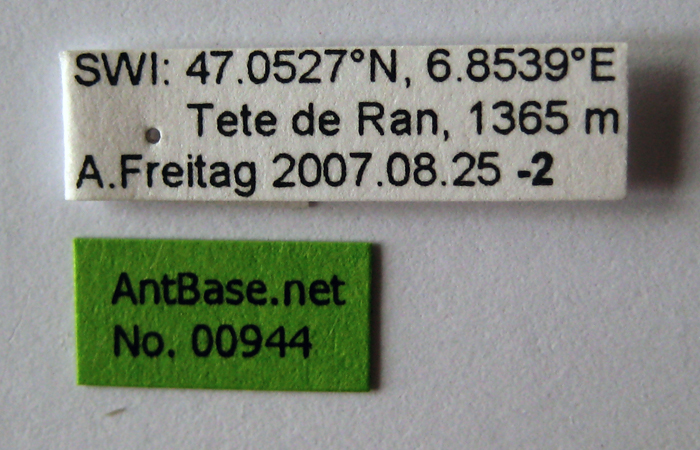 SWI: 47.0527°N, 6.8539°E
Tete de Ran, 1365 m
A.Freitag 2007.08.25 -2
AntBase.net
No. 00944